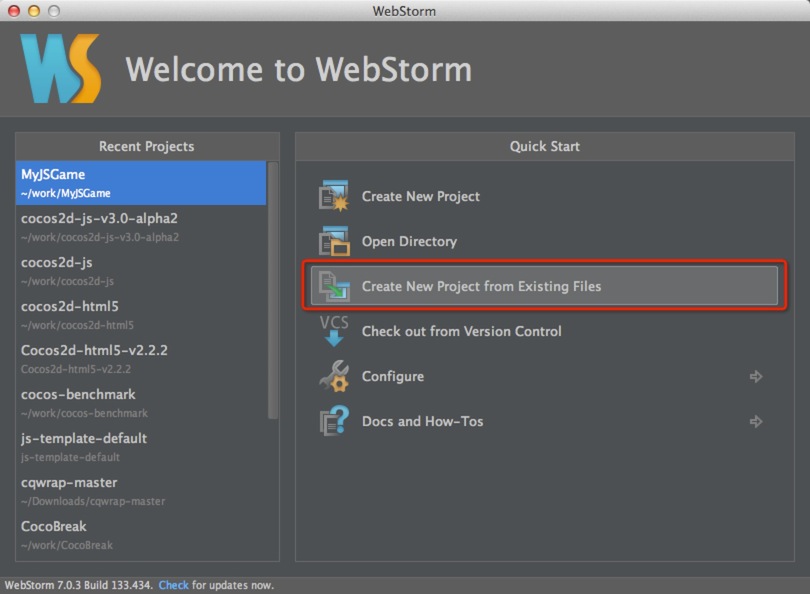 WebStorm
WS
Welcome to WebStorm
Recent Projects
MyJSGame
~/work/MyJSGame
cocos2d-js-v3.0-alpha2
~/work/cocos2d-js-v3.0-alpha2
cocos2d-js
~/work/cocos2d-js
cocos2d-html5
~/work/cocos2d-html5
Cocos2d-html5-v2.2.2
Cocos2d-html5-v2.2.2
cocos-benchmark
~/work/cocos-benchmark
js-template-default
js-template-default
cqwrap-master
~/Downloads/cqwrap-master
CocoBreak
~/work/CocoBreak
Quick Start
Create New Project
Open Directory
Create New Project from Existing Files
VCS
Check out from Version Control
Configure
Docs and How-Tos
WebStorm 7.0.3 Build 133.434. Check for updates now.